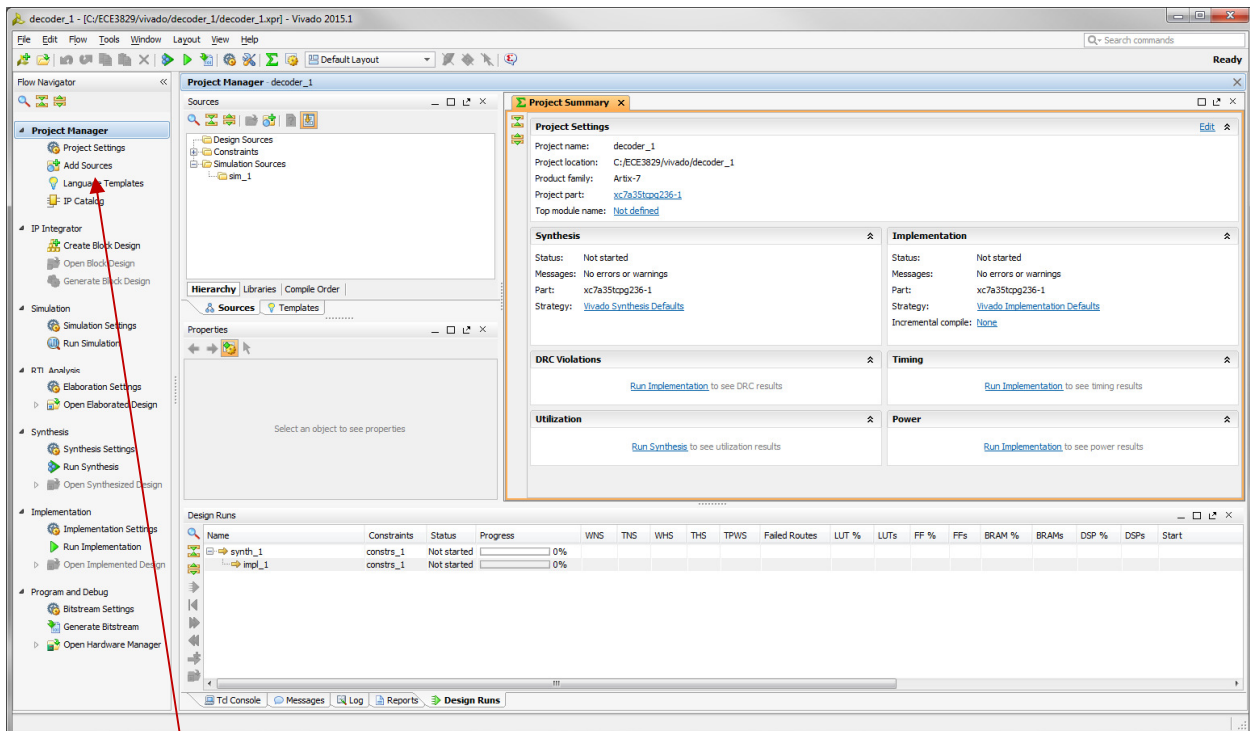 decoder_1 - [C:/ECE3829/vivado/decoder_1/decoder_1.xpr] - Vivado 2015.1
File Edit Flow Tools Window Layout View Help
Search commands
Default Layout
Ready
Flow Navigator
Project Manager
Project Settings
Add Sources
Language Templates
IP Catalog
IP Integrator
Create Block Design
Open Block Design
Generate Block Design
Simulation
Simulation Settings
Run Simulation
RTL Analysis
Elaboration Settings
Open Elaborated Design
Synthesis
Synthesis Settings
Run Synthesis
Open Synthesized Design
Implementation
Implementation Settings
Run Implementation
Open Implemented Design
Program and Debug
Bitstream Settings
Generate Bitstream
Open Hardware Manager
Project Manager - decoder_1
Sources
Design Sources
Constraints
Simulation Sources
sim_1
Hierarchy Libraries Compile Order
Sources Templates
Properties
Select an object to see properties
Project Summary
Project Settings Edit
Project name: decoder_1
Project location: C:/ECE3829/vivado/decoder_1
Product family: Artix-7
Project part: xc7a35tcpg236-1
Top module name: Not defined
Synthesis
Status: Not started
Messages: No errors or warnings
Part: xc7a35tcpg236-1
Strategy: Vivado Synthesis Defaults
Implementation
Status: Not started
Messages: No errors or warnings
Part: xc7a35tcpg236-1
Strategy: Vivado Implementation Defaults
Incremental compile: None
DRC Violations
Run Implementation to see DRC results
Timing
Run Implementation to see timing results
Utilization
Run Synthesis to see utilization results
Power
Run Implementation to see power results
Design Runs
Name Constraints Status Progress WNS TNS WHS THS TPWS Failed Routes LUT % LUTs FF % FFs BRAM % BRAMs DSP % DSPs Start
synth_1 constrs_1 Not started 0%
impl_1 constrs_1 Not started 0%
Tcl Console Messages Log Reports Design Runs